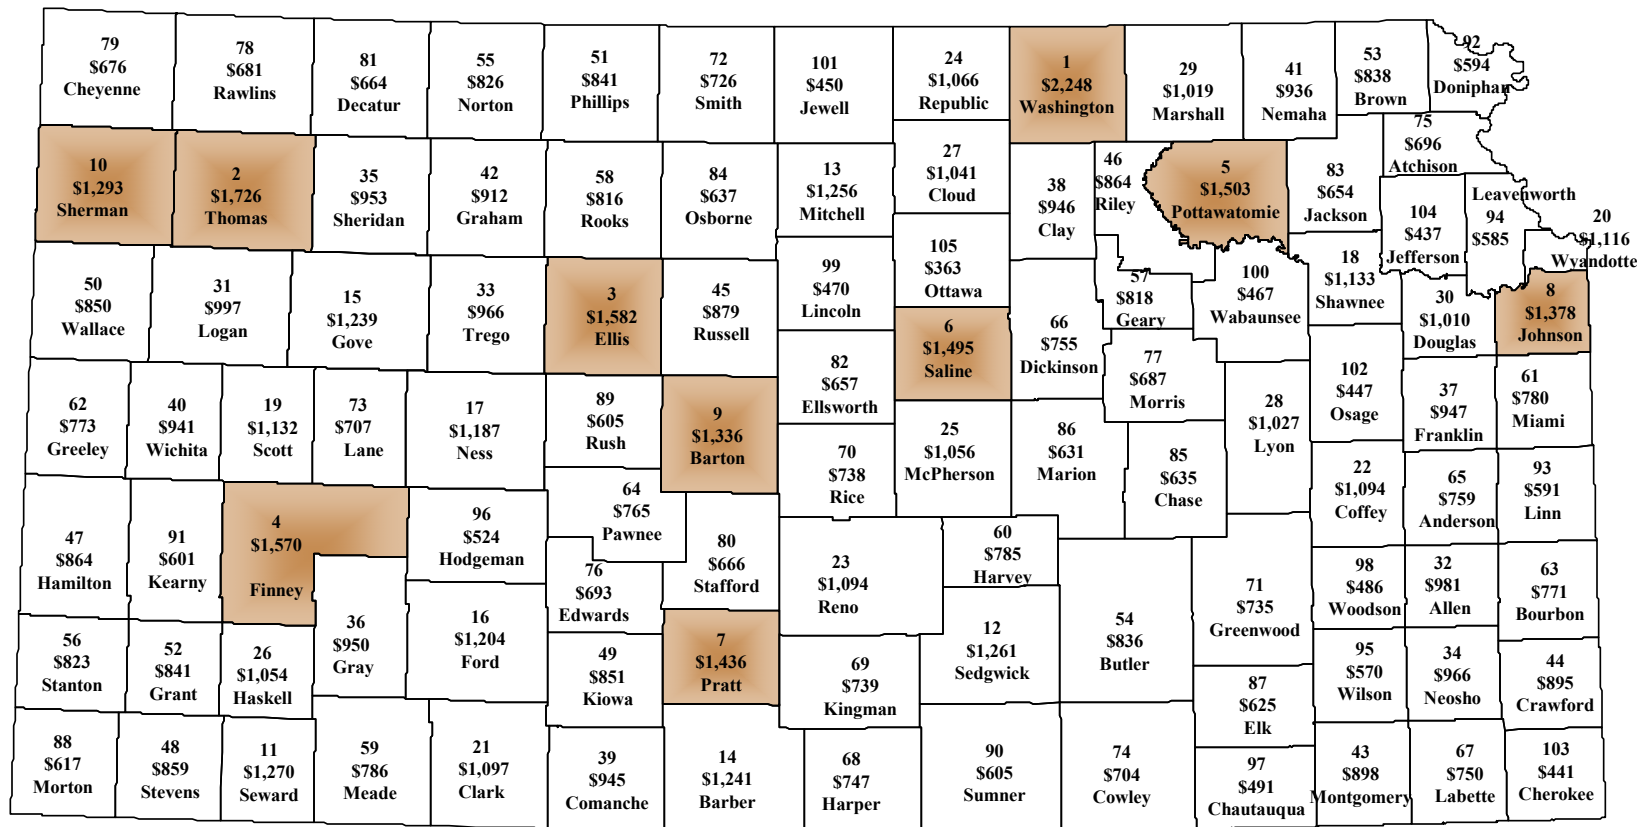 79
$676
Cheyenne
78
$681
Rawlins
81
$664
Decatur
55
$826
Norton
51
$841
Phillips
72
$726
Smith
101
$450
Jewell
24
$1,066
Republic
1
$2,248
Washington
29
$1,019
Marshall
41
$936
Nemaha
53
$838
Brown
92
$594
Doniphan
10
$1,293
Sherman
2
$1,726
Thomas
35
$953
Sheridan
42
$912
Graham
58
$816
Rooks
84
$637
Osborne
13
$1,256
Mitchell
27
$1,041
Cloud
38
$946
Clay
46
$864
Riley
5
$1,503
Pottawatomie
83
$654
Jackson
75
$696
Atchison
104
$437
Jefferson
Leavenworth
94
$585
20
$1,116
Wyandotte
50
$850
Wallace
31
$997
Logan
15
$1,239
Gove
33
$966
Trego
3
$1,582
Ellis
45
$879
Russell
99
$470
Lincoln
105
$363
Ottawa
6
$1,495
Saline
66
$755
Dickinson
57
$818
Geary
100
$467
Wabaunsee
18
$1,133
Shawnee
30
$1,010
Douglas
8
$1,378
Johnson
62
$773
Greeley
40
$941
Wichita
19
$1,132
Scott
73
$707
Lane
17
$1,187
Ness
89
$605
Rush
9
$1,336
Barton
82
$657
Ellsworth
70
$738
Rice
25
$1,056
McPherson
86
$631
Marion
77
$687
Morris
85
$635
Chase
28
$1,027
Lyon
102
$447
Osage
37
$947
Franklin
61
$780
Miami
47
$864
Hamilton
91
$601
Kearny
4
$1,570
Finney
96
$524
Hodgeman
64
$765
Pawnee
80
$666
Stafford
23
$1,094
Reno
60
$785
Harvey
22
$1,094
Coffey
65
$759
Anderson
93
$591
Linn
36
$950
Gray
16
$1,204
Ford
76
$693
Edwards
7
$1,436
Pratt
12
$1,261
Sedgwick
54
$836
Butler
71
$735
Greenwood
98
$486
Woodson
32
$981
Allen
63
$771
Bourbon
56
$823
Stanton
52
$841
Grant
26
$1,054
Haskell
49
$851
Kiowa
69
$739
Kingman
87
$625
Elk
95
$570
Wilson
34
$966
Neosho
44
$895
Crawford
88
$617
Morton
48
$859
Stevens
11
$1,270
Seward
59
$786
Meade
21
$1,097
Clark
39
$945
Comanche
14
$1,241
Barber
68
$747
Harper
90
$605
Sumner
74
$704
Cowley
97
$491
Chautauqua
43
$898
Montgomery
67
$750
Labette
103
$441
Cherokee